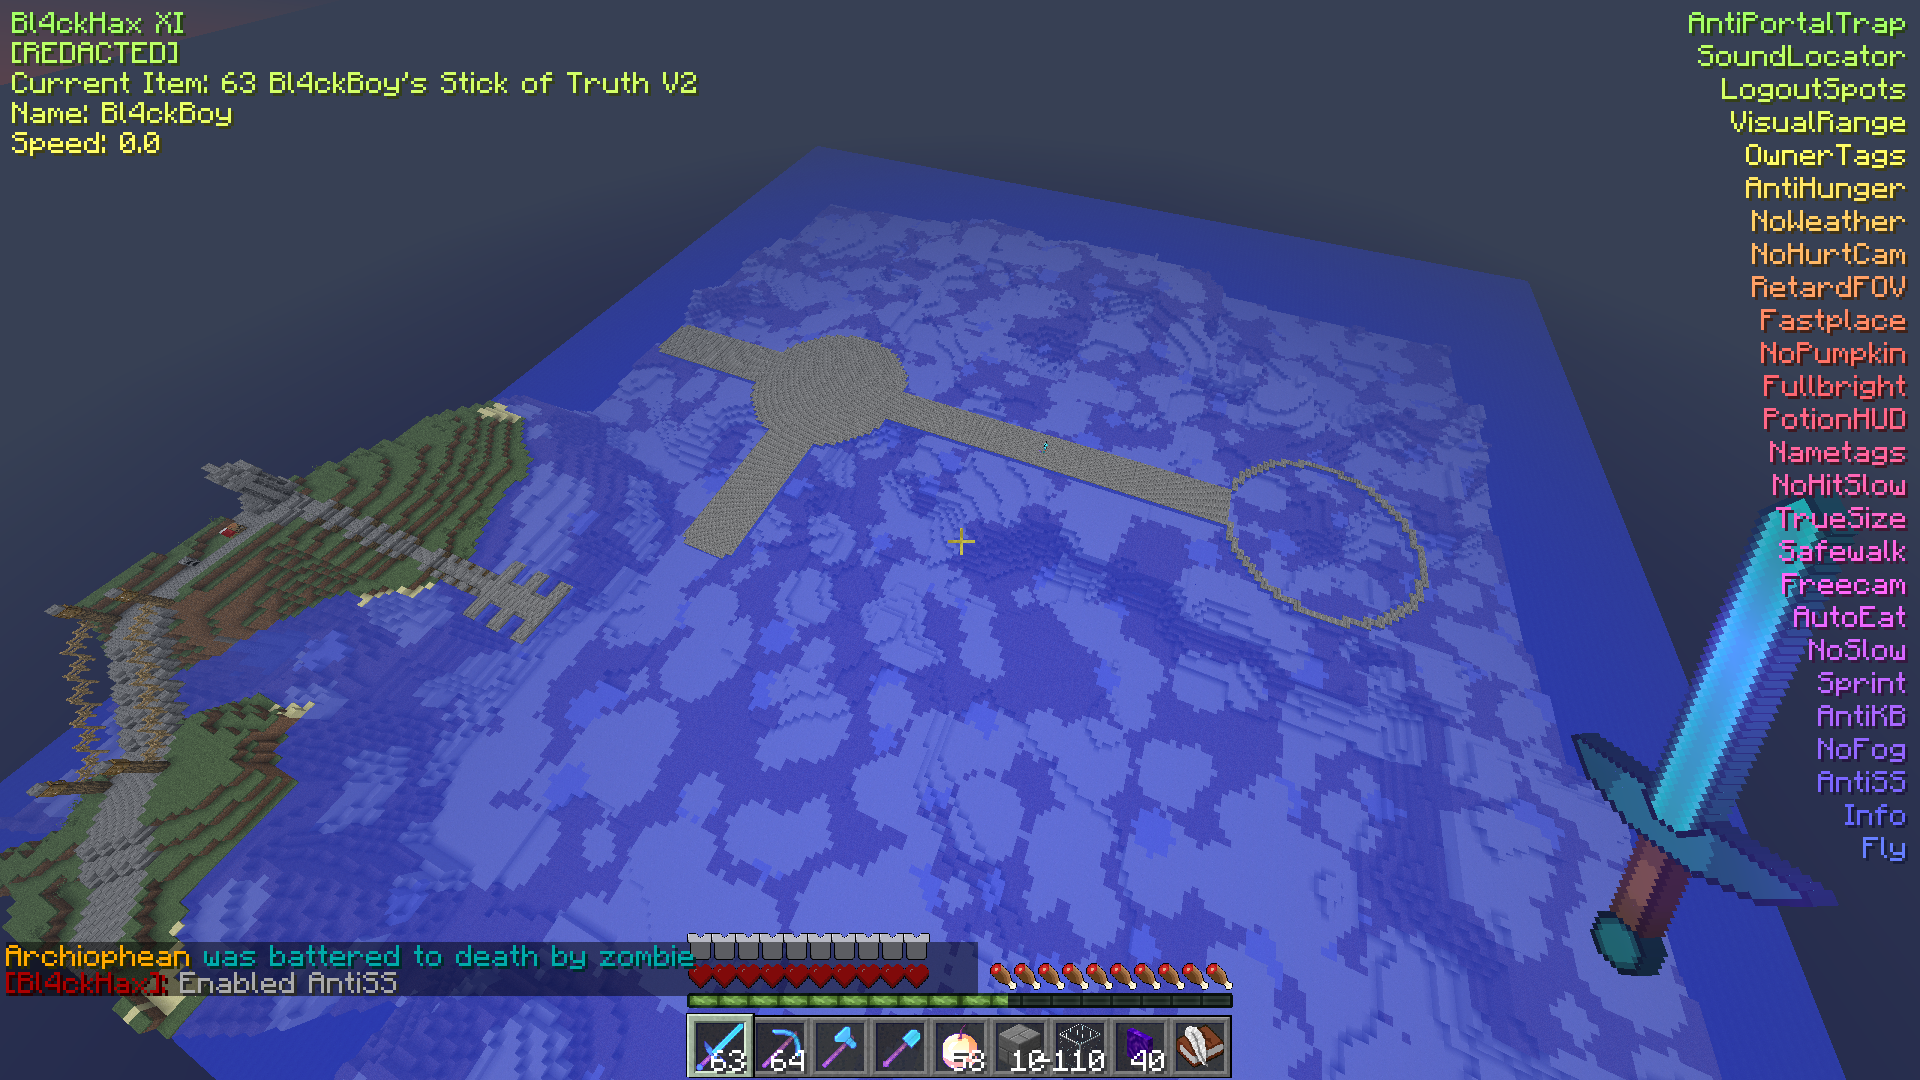 Bl4ckHax XI
[REDACTED]
Current Item: 63 Bl4ckBoy's Stick of Truth V2
Name: Bl4ckBoy
Speed: 0.0
AntiPortalTrap
SoundLocator
LogoutSpots
VisualRange
OwnerTags
AntiHunger
NoWeather
NoHurtCam
RetardFOV
Fastplace
NoPumpkin
Fullbright
PotionHUD
Nametags
NoHitSlow
TrueSize
Safewalk
Freecam
AutoEat
NoSlow
Sprint
AntiKB
NoFog
AntiSS
Info
Fly
Archiophean was battered to death by zombie
[Bl4ckHax]: Enabled AntiSS
63 64 58 10 -110 40